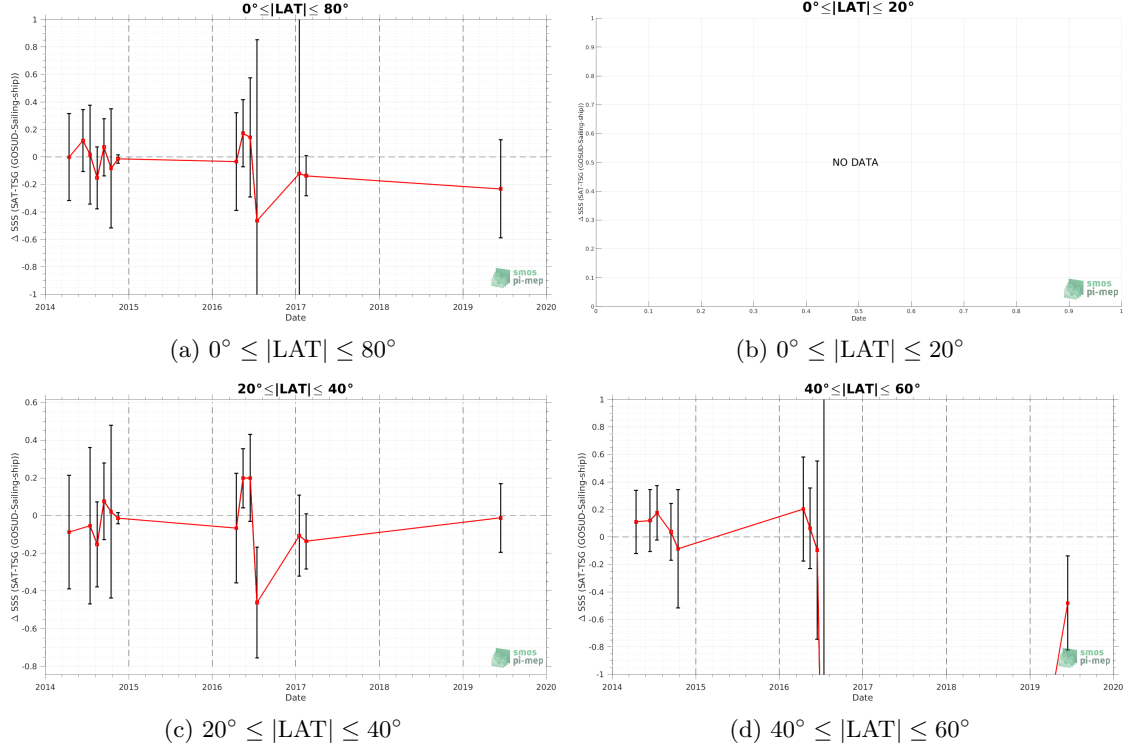 0°≤|LAT|≤ 80°
1
0.8
0.6
0.4
0.2
0
-0.2
-0.4
-0.6
-0.8
-1
Δ SSS (SAT-TSG (GOSUD-Sailing-ship))
2014 2015 2016 2017 2018 2019 2020
Date
smos
pi-mep
(a) 0° ≤ |LAT| ≤ 80°
0°≤|LAT|≤ 20°
1
0.9
0.8
0.7
0.6
0.5
0.4
0.3
0.2
0.1
0
Δ SSS (SAT-TSG (GOSUD-Sailing-ship))
NO DATA
0 0.1 0.2 0.3 0.4 0.5 0.6 0.7 0.8 0.9 1
Date
smos
pi-mep
(b) 0° ≤ |LAT| ≤ 20°
20°≤|LAT|≤ 40°
0.6
0.4
0.2
0
-0.2
-0.4
-0.6
-0.8
Δ SSS (SAT-TSG (GOSUD-Sailing-ship))
2014 2015 2016 2017 2018 2019 2020
Date
smos
pi-mep
(c) 20° ≤ |LAT| ≤ 40°
40°≤|LAT|≤ 60°
1
0.8
0.6
0.4
0.2
0
-0.2
-0.4
-0.6
-0.8
-1
Δ SSS (SAT-TSG (GOSUD-Sailing-ship))
2014 2015 2016 2017 2018 2019 2020
Date
smos
pi-mep
(d) 40° ≤ |LAT| ≤ 60°